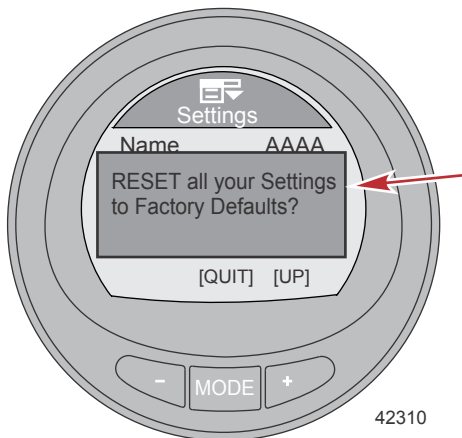 Settings
Name AAAA
RESET all your Settings
to Factory Defaults?
[QUIT] [UP]
- MODE +
42310